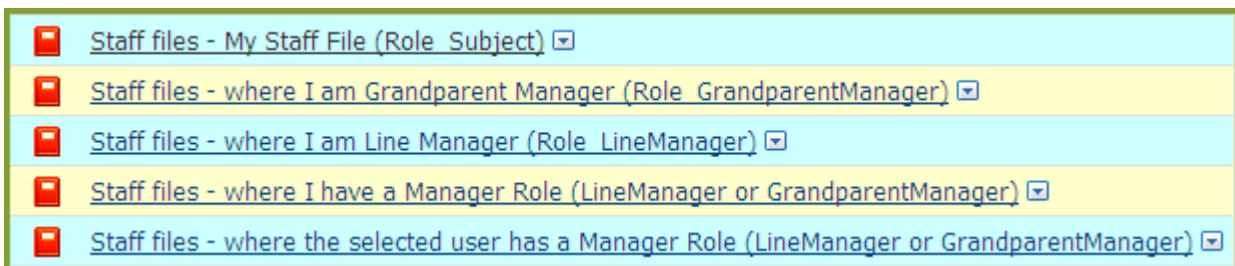 Staff files - My Staff File (Role_Subject)
Staff files - where I am Grandparent Manager (Role_GrandparentManager)
Staff files - where I am Line Manager (Role_LineManager)
Staff files - where I have a Manager Role (LineManager or GrandparentManager)
Staff files - where the selected user has a Manager Role (LineManager or GrandparentManager)